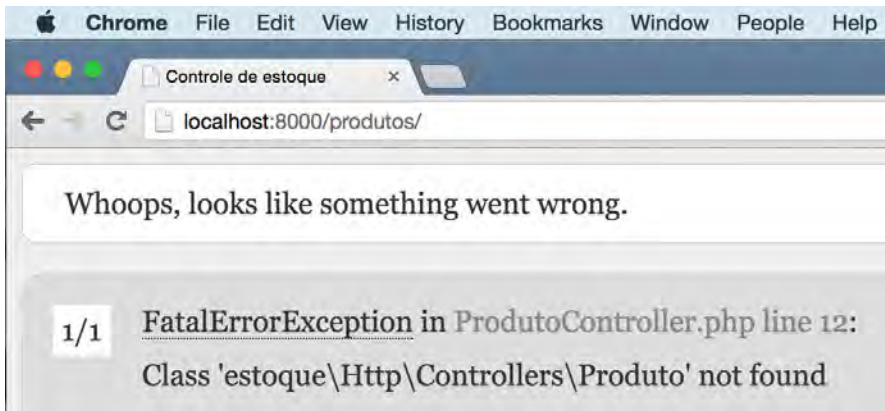 Chrome File Edit View History Bookmarks Window People Help
Controle de estoque ×
localhost:8000/produtos/
Whoops, looks like something went wrong.
1/1 FatalErrorException in ProdutoController.php line 12:
Class 'estoque\Http\Controllers\Produto' not found